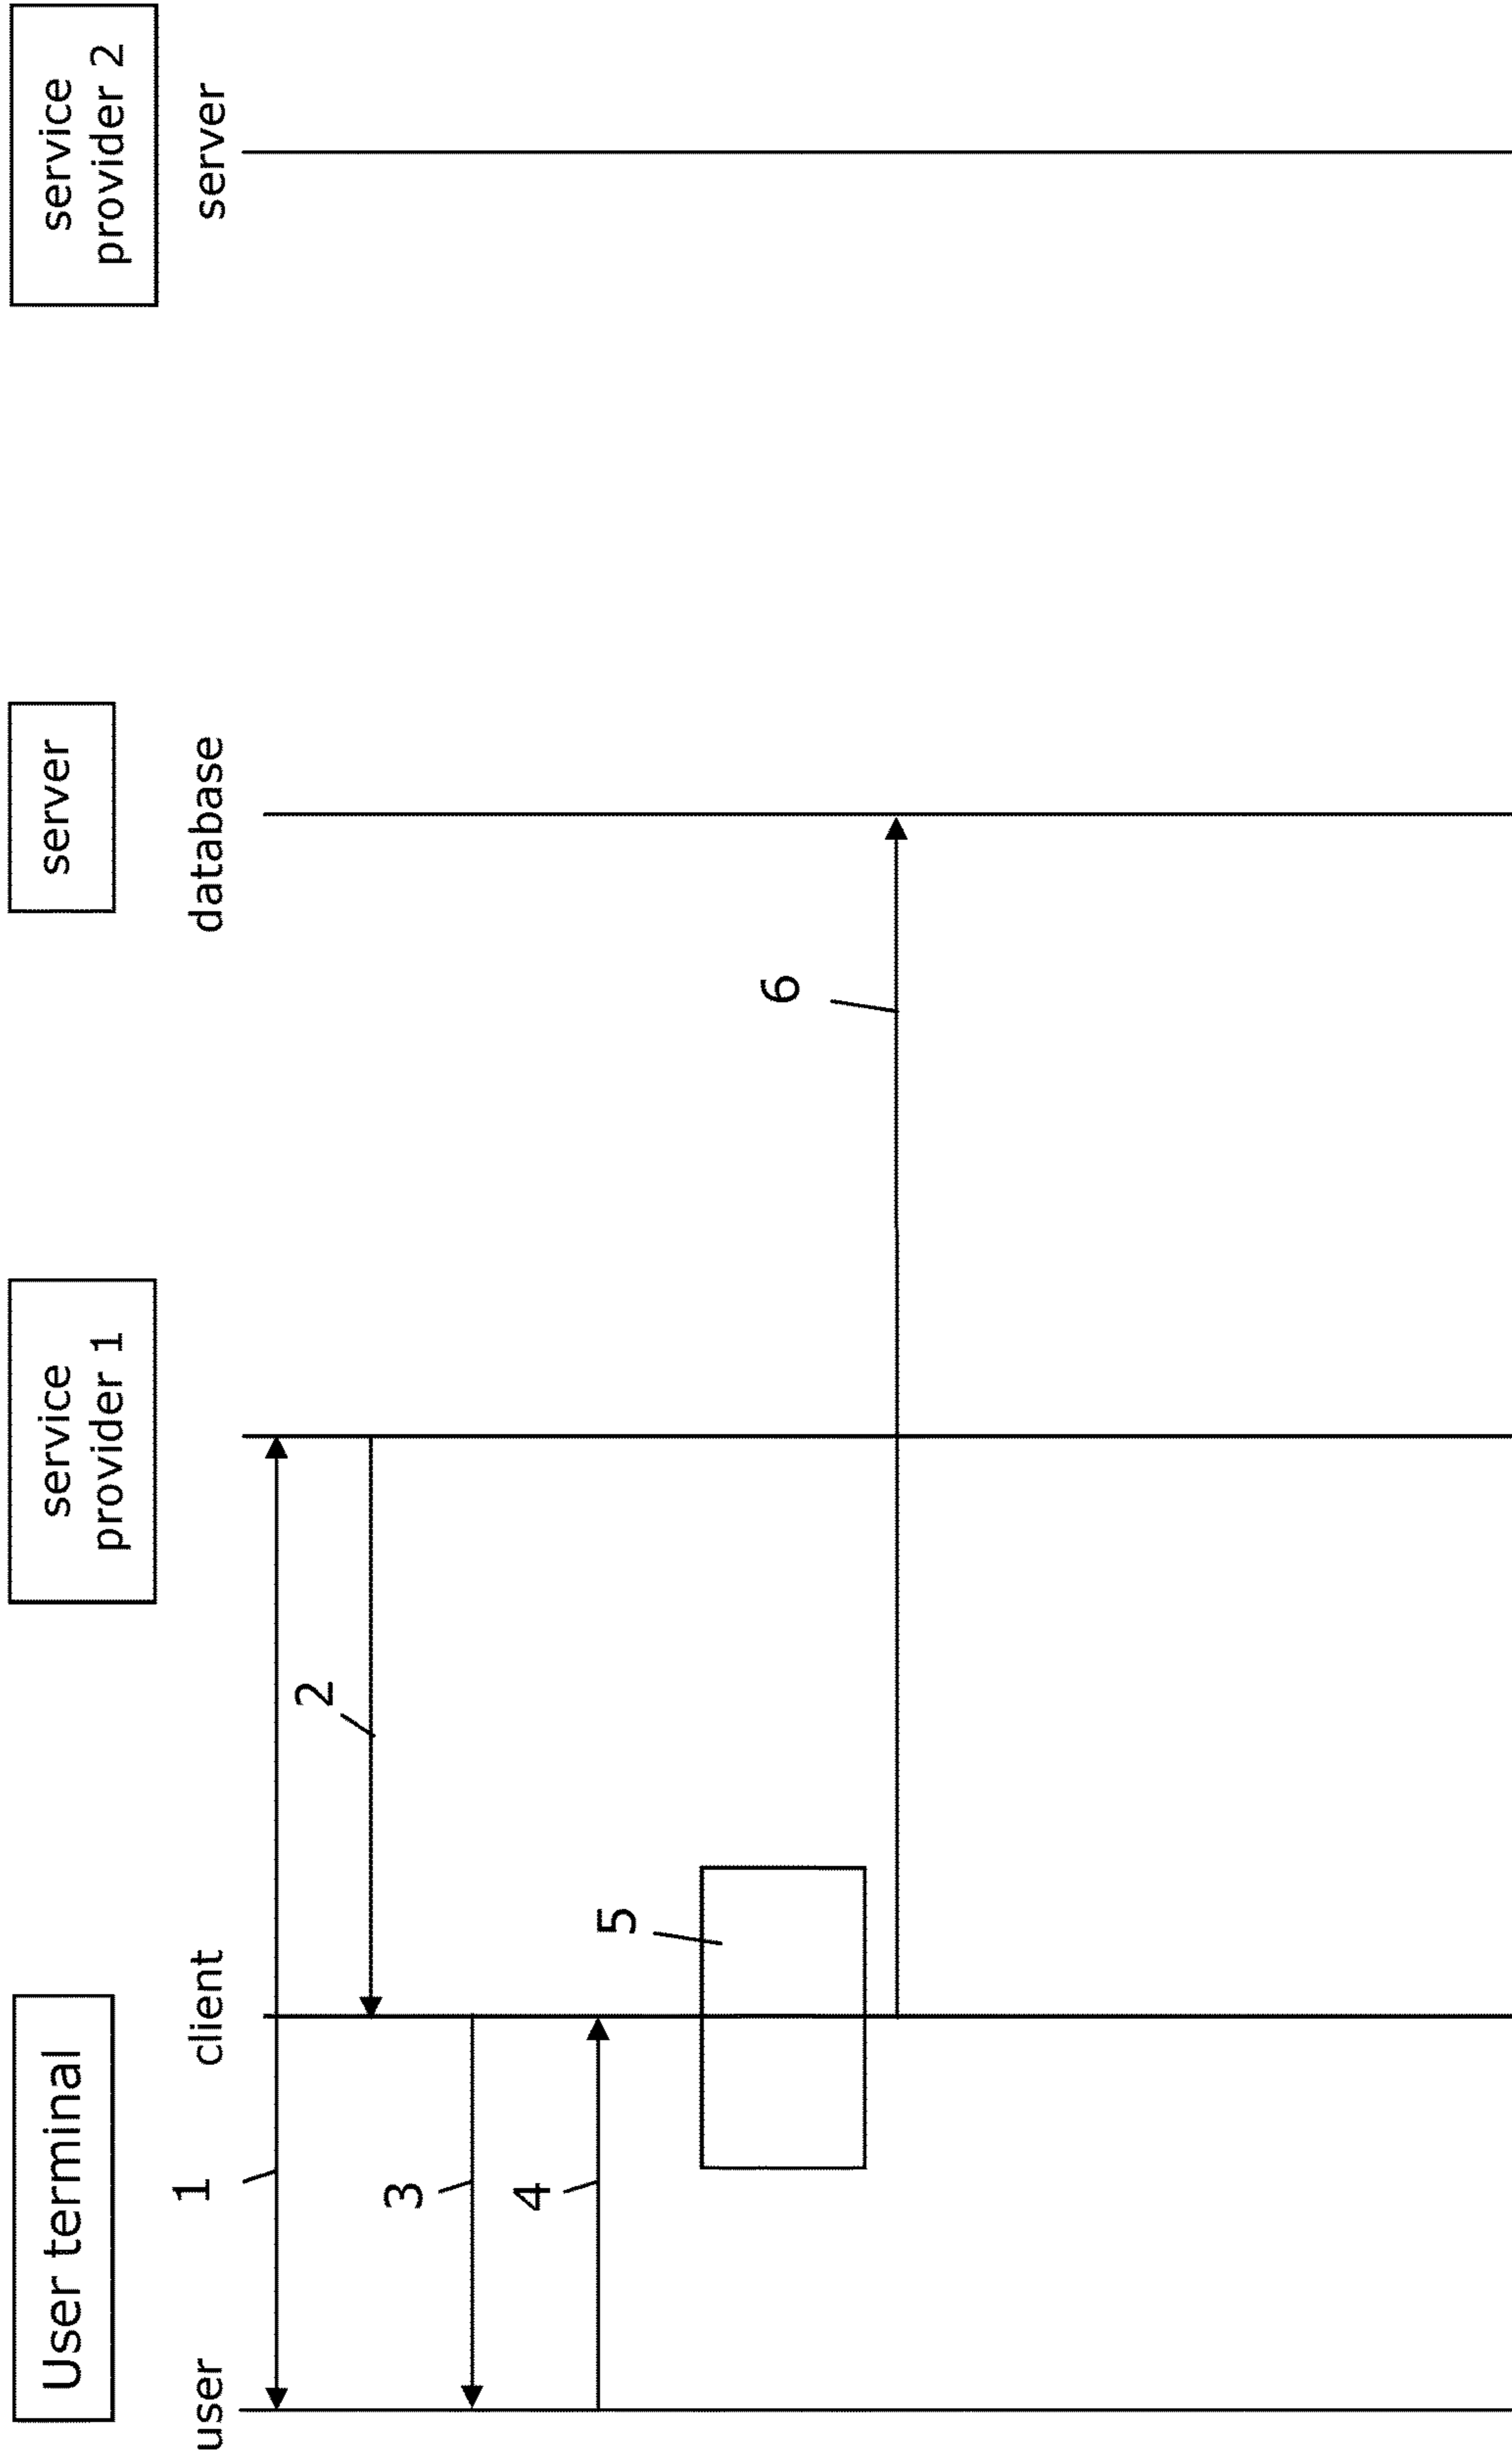 User terminal
service
provider 1
server
service
provider 2
user
client
database
server
1
2
3
4
5
6